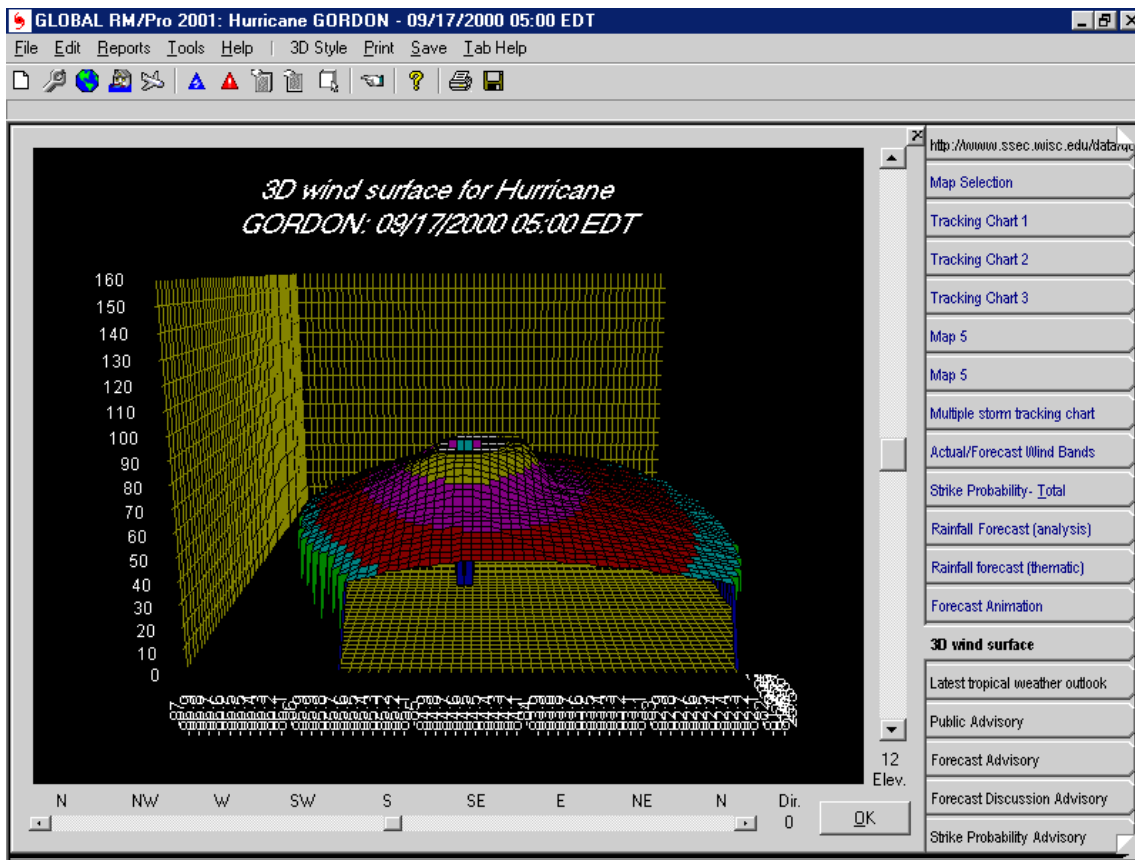 GLOBAL RM/Pro 2001: Hurricane GORDON - 09/17/2000 05:00 EDT
File Edit Reports Tools Help 3D Style Print Save Tab Help
3D wind surface for Hurricane
GORDON: 09/17/2000 05:00 EDT
160
150
140
130
120
110
100
90
80
70
60
50
40
30
20
10
0
12
Elev.
N NW W SW S SE E NE N Dir.
0
OK
http://www.ssec.wisc.edu/data/
Map Selection
Tracking Chart 1
Tracking Chart 2
Tracking Chart 3
Map 5
Map 5
Multiple storm tracking chart
Actual/Forecast Wind Bands
Strike Probability- Total
Rainfall Forecast (analysis)
Rainfall forecast (thematic)
Forecast Animation
3D wind surface
Latest tropical weather outlook
Public Advisory
Forecast Advisory
Forecast Discussion Advisory
Strike Probability Advisory